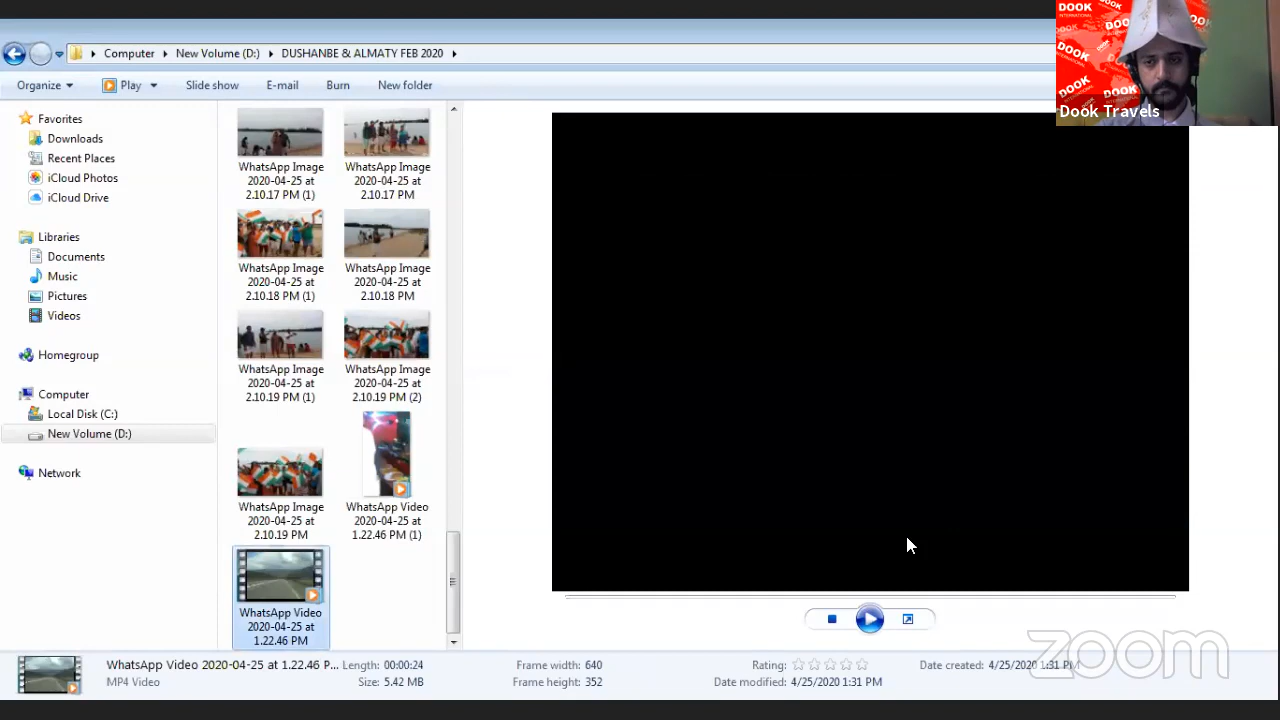 Computer New Volume (D:) DUSHANBE & ALMATY FEB 2020
Organize Play Slide show E-mail Burn New folder
Favorites
Downloads
Recent Places
iCloud Photos
iCloud Drive
Libraries
Documents
Music
Pictures
Videos
Homegroup
Computer
Local Disk (C:)
New Volume (D:)
Network
WhatsApp Image
2020-04-25 at
2.10.17 PM (1)
WhatsApp Image
2020-04-25 at
2.10.17 PM
WhatsApp Image
2020-04-25 at
2.10.18 PM (1)
WhatsApp Image
2020-04-25 at
2.10.18 PM
WhatsApp Image
2020-04-25 at
2.10.19 PM (1)
WhatsApp Image
2020-04-25 at
2.10.19 PM (2)
WhatsApp Image
2020-04-25 at
2.10.19 PM
WhatsApp Video
2020-04-25 at
1.22.46 PM (1)
WhatsApp Video
2020-04-25 at
1.22.46 PM
DOOK
INTERNATIONAL
DOOK
DOOK
DOOK
Dook Travels
WhatsApp Video 2020-04-25 at 1.22.46 P... Length: 00:00:24 Frame width: 640 Rating: Date created: 4/25/2020 1:31 PM
MP4 Video Size: 5.42 MB Frame height: 352 Date modified: 4/25/2020 1:31 PM
zoom